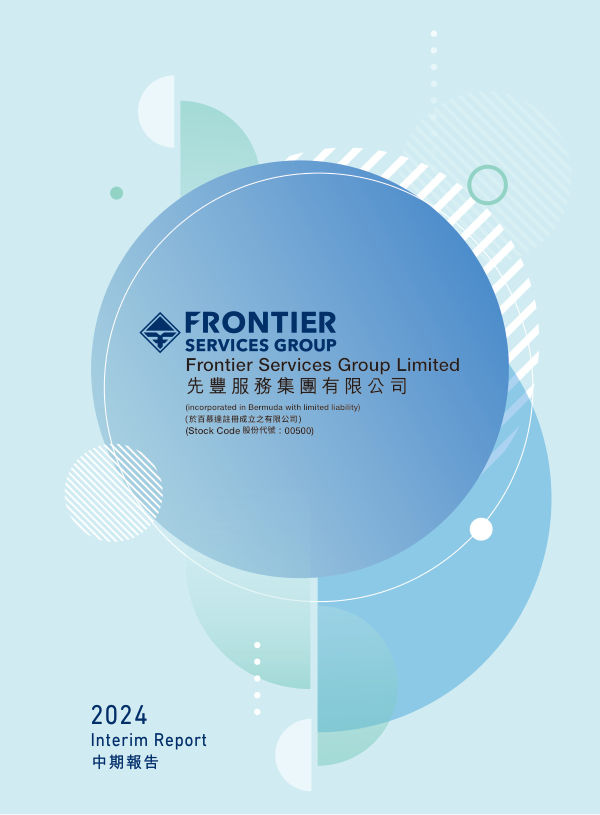 FRONTIER
SERVICES GROUP
Frontier Services Group Limited
先豐服務集團有限公司
(incorporated in Bermuda with limited liability)
(於百慕達註冊成立之有限公司)
(Stock Code 股份代號：00500)
2024
Interim Report
中期報告